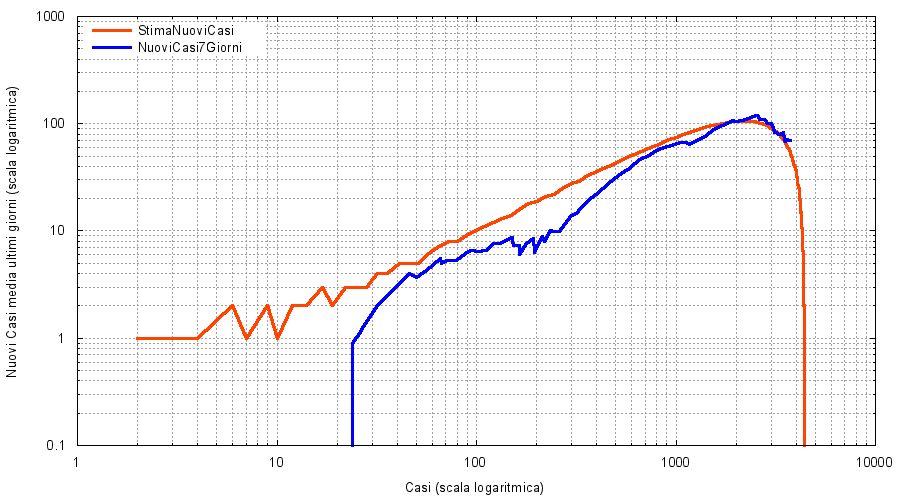 1000
StimaNuoviCasi
NuoviCasi7Giorni
100
10
1
0.1
Nuovi Casi media ultimi giorni (scala logaritmica)
1 10 100 1000 10000
Casi (scala logaritmica)